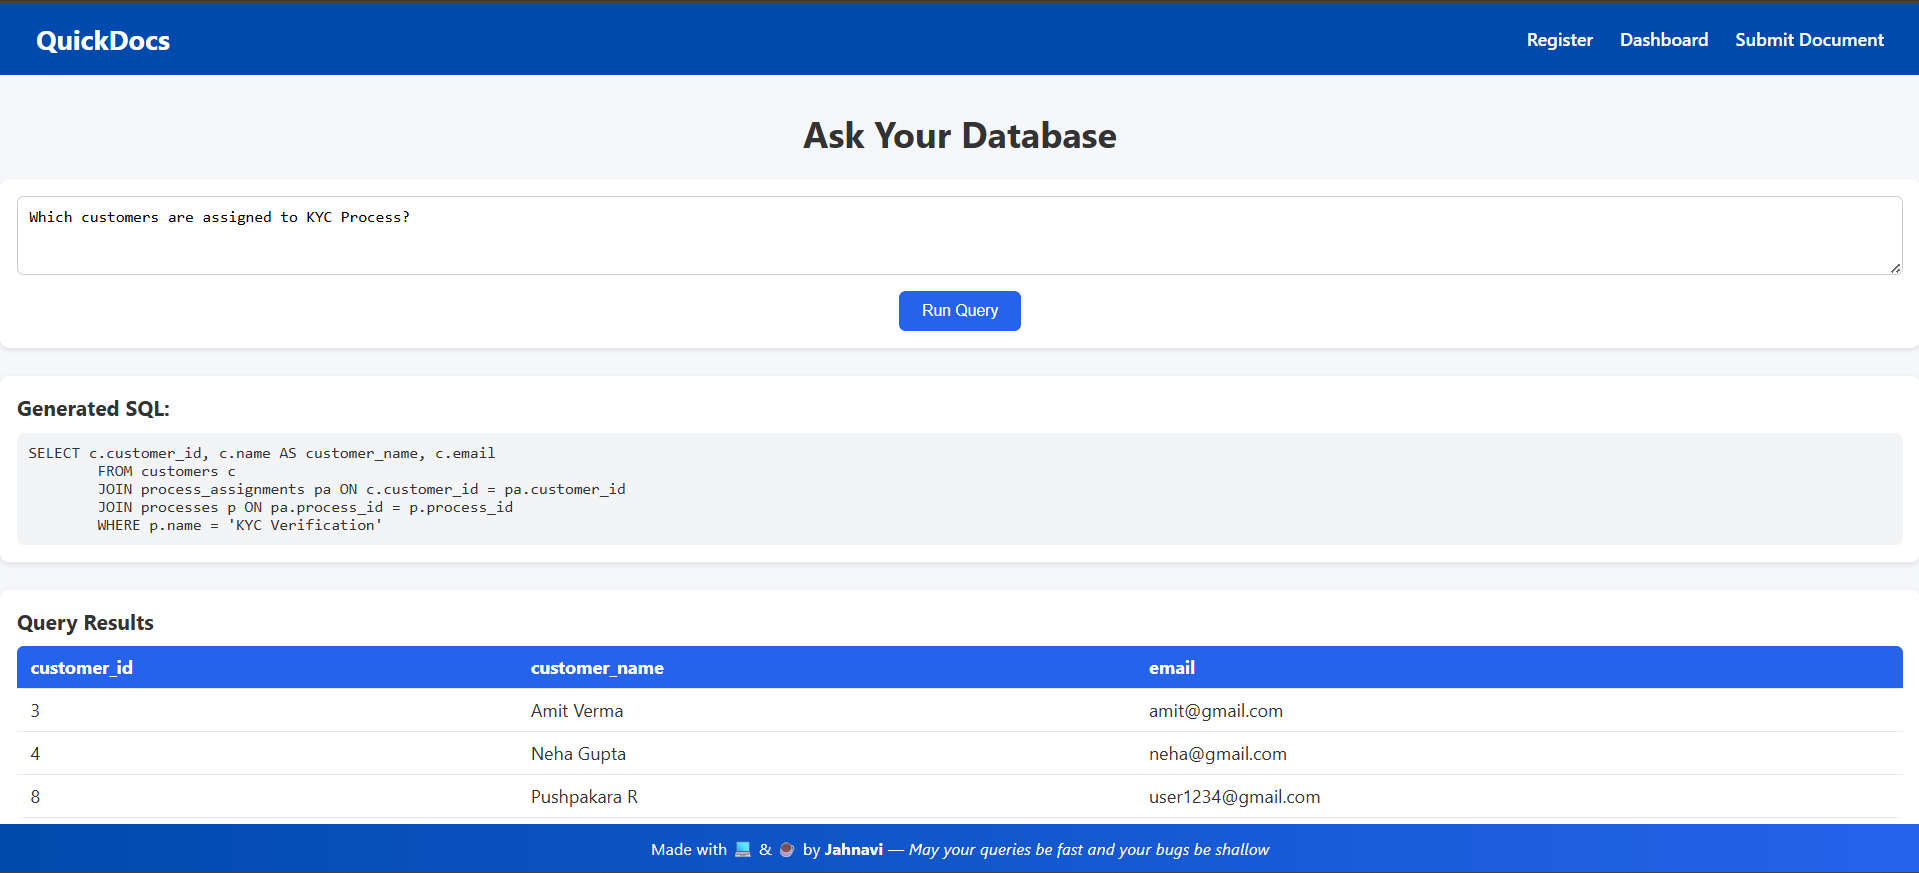 QuickDocs
Register Dashboard Submit Document
Ask Your Database
Which customers are assigned to KYC Process?
Run Query
Generated SQL:
SELECT c.customer_id, c.name AS customer_name, c.email
FROM customers c
JOIN process_assignments pa ON c.customer_id = pa.customer_id
JOIN processes p ON pa.process_id = p.process_id
WHERE p.name = 'KYC Verification'
Query Results
customer_id customer_name email
3 Amit Verma amit@gmail.com
4 Neha Gupta neha@gmail.com
8 Pushpakara R user1234@gmail.com
Made with 💻 & ☕ by Jahnavi — May your queries be fast and your bugs be shallow